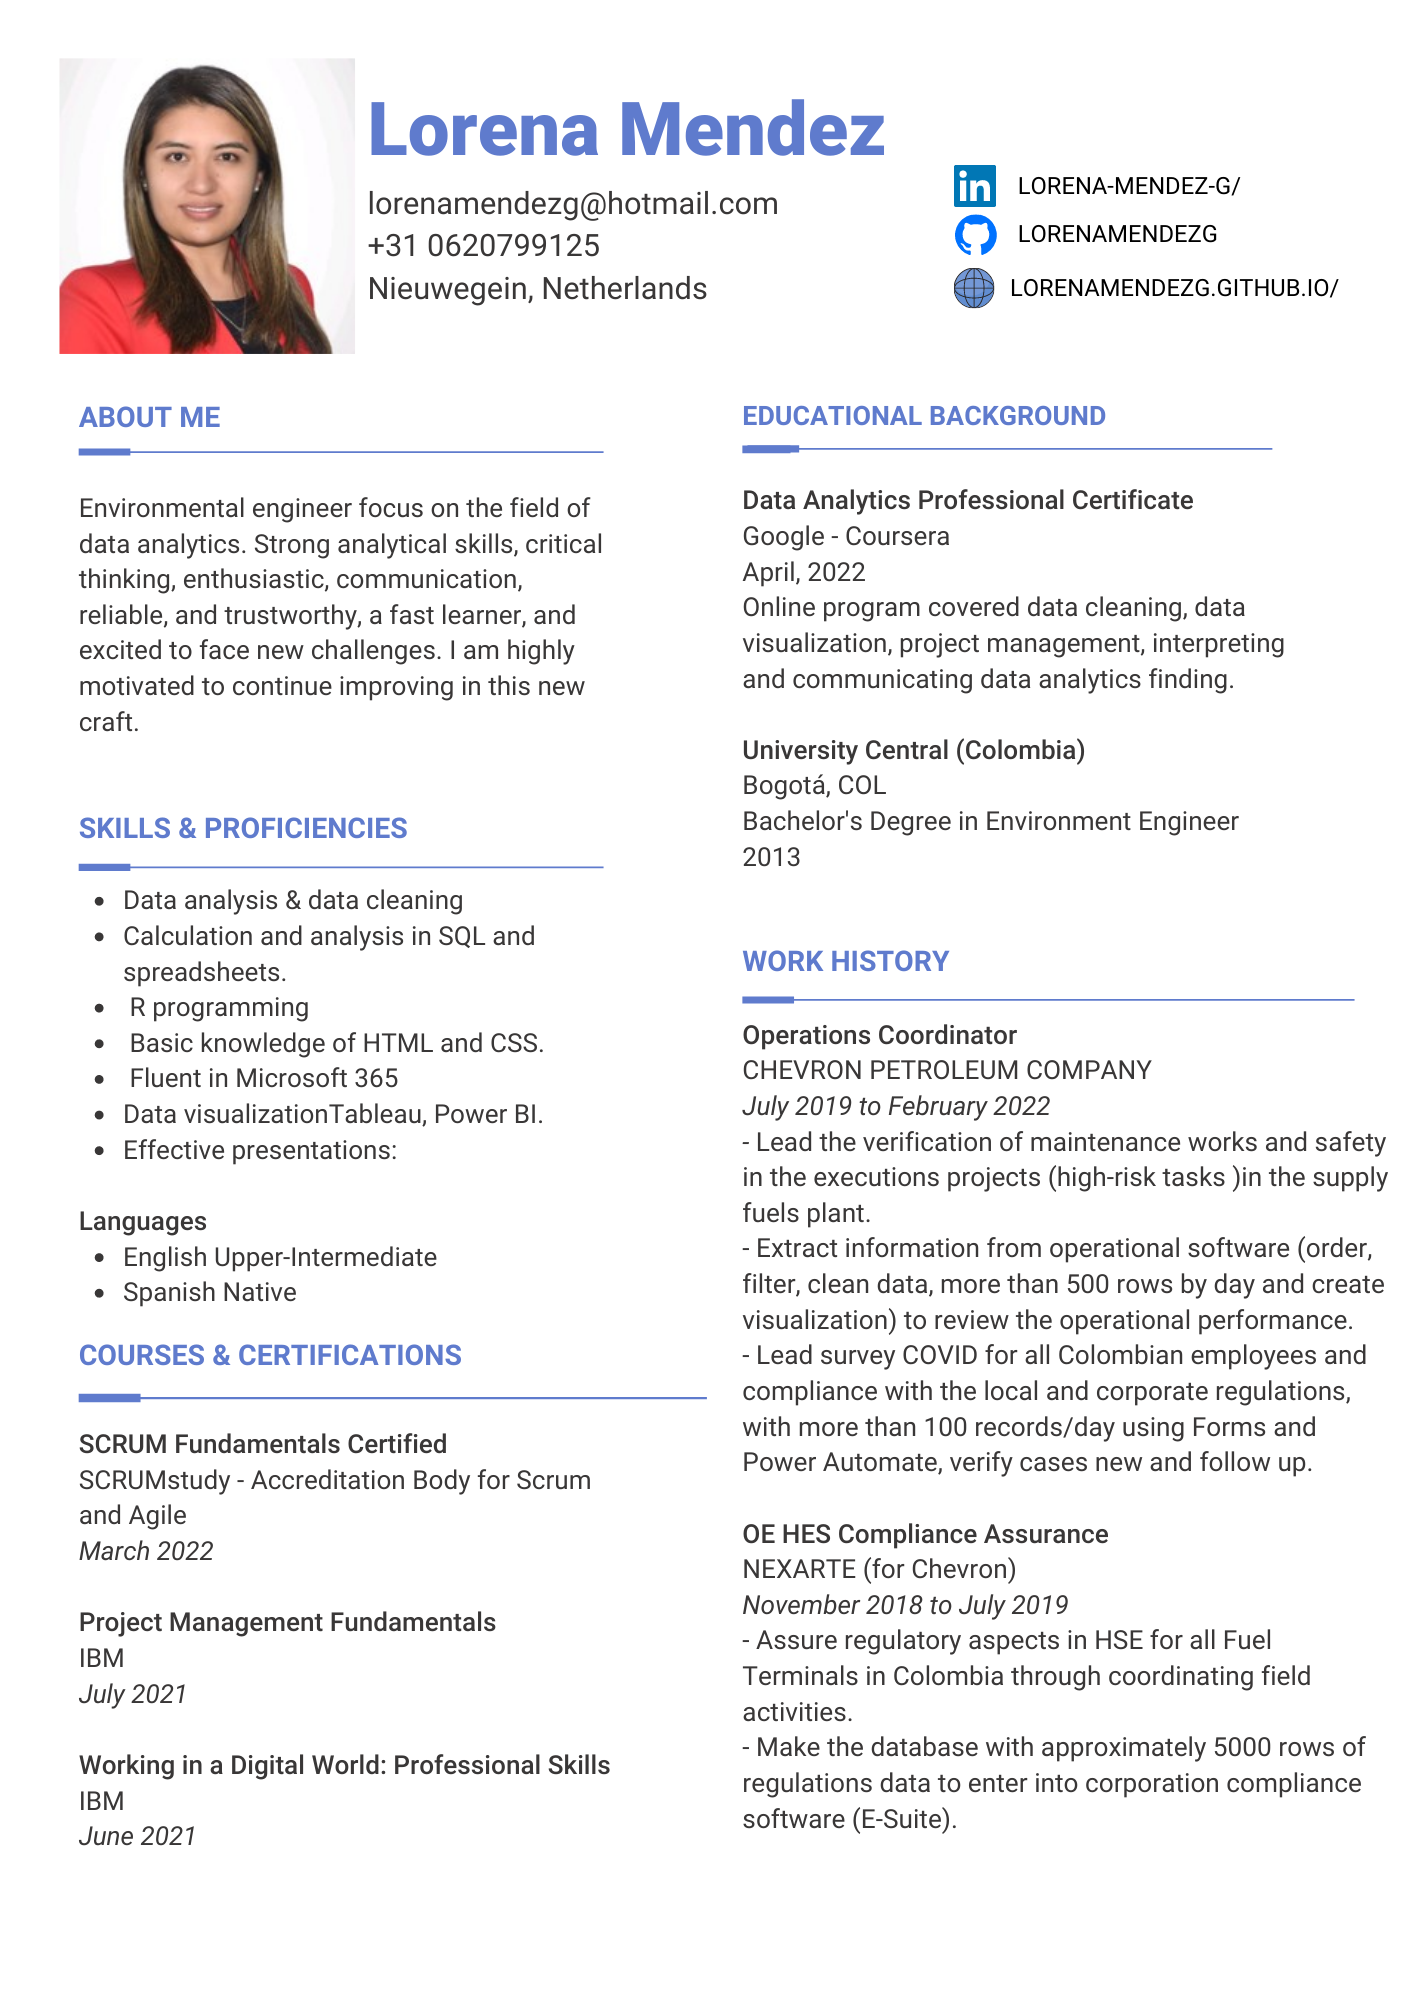 Lorena Mendez
lorenamendezg@hotmail.com
+31 0620799125
Nieuwegein, Netherlands
in
LORENA-MENDEZ-G/
LORENAMENDEZG
LORENAMENDEZG.GITHUB.IO/
ABOUT ME
Environmental engineer focus on the field of
data analytics. Strong analytical skills, critical
thinking, enthusiastic, communication,
reliable, and trustworthy, a fast learner, and
excited to face new challenges. I am highly
motivated to continue improving in this new
craft.
SKILLS & PROFICIENCIES
• Data analysis & data cleaning
• Calculation and analysis in SQL and
spreadsheets.
• R programming
• Basic knowledge of HTML and CSS.
• Fluent in Microsoft 365
• Data visualizationTableau, Power BI.
• Effective presentations:
Languages
• English Upper-Intermediate
• Spanish Native
COURSES & CERTIFICATIONS
SCRUM Fundamentals Certified
SCRUMstudy - Accreditation Body for Scrum
and Agile
March 2022
Project Management Fundamentals
IBM
July 2021
Working in a Digital World: Professional Skills
IBM
June 2021
EDUCATIONAL BACKGROUND
Data Analytics Professional Certificate
Google - Coursera
April, 2022
Online program covered data cleaning, data
visualization, project management, interpreting
and communicating data analytics finding.
University Central (Colombia)
Bogotá, COL
Bachelor's Degree in Environment Engineer
2013
WORK HISTORY
Operations Coordinator
CHEVRON PETROLEUM COMPANY
July 2019 to February 2022
- Lead the verification of maintenance works and safety
in the executions projects (high-risk tasks )in the supply
fuels plant.
- Extract information from operational software (order,
filter, clean data, more than 500 rows by day and create
visualization) to review the operational performance.
- Lead survey COVID for all Colombian employees and
compliance with the local and corporate regulations,
with more than 100 records/day using Forms and
Power Automate, verify cases new and follow up.
OE HES Compliance Assurance
NEXARTE (for Chevron)
November 2018 to July 2019
- Assure regulatory aspects in HSE for all Fuel
Terminals in Colombia through coordinating field
activities.
- Make the database with approximately 5000 rows of
regulations data to enter into corporation compliance
software (E-Suite).